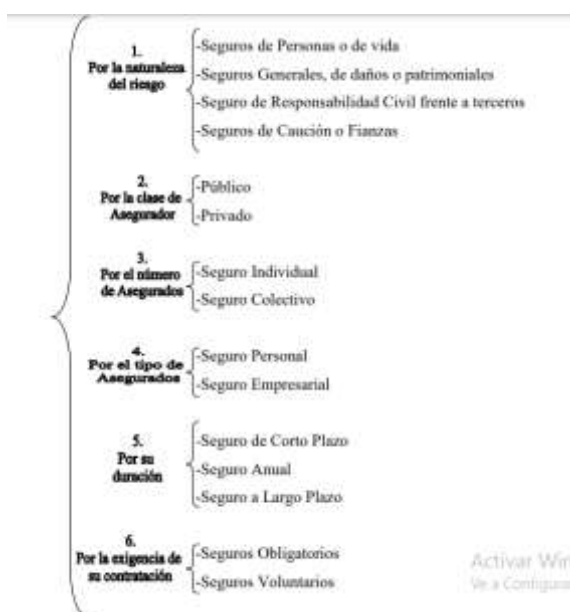 1.
Por la naturaleza
del riesgo
-Seguros de Personas o de vida
-Seguros Generales, de daños o patrimoniales
-Seguro de Responsabilidad Civil frente a terceros
-Seguros de Caución o Fianzas
2.
Por la clase de
Asegurador
-Público
-Privado
3.
Por el número
de Asegurados
-Seguro Individual
-Seguro Colectivo
4.
Por el tipo de
Asegurados
-Seguro Personal
-Seguro Empresarial
5.
Por su
duración
-Seguro de Corto Plazo
-Seguro Anual
-Seguro a Largo Plazo
6.
Por la exigencia de
su contratación
-Seguros Obligatorios
-Seguros Voluntarios
Activar Win
Ve a Configura